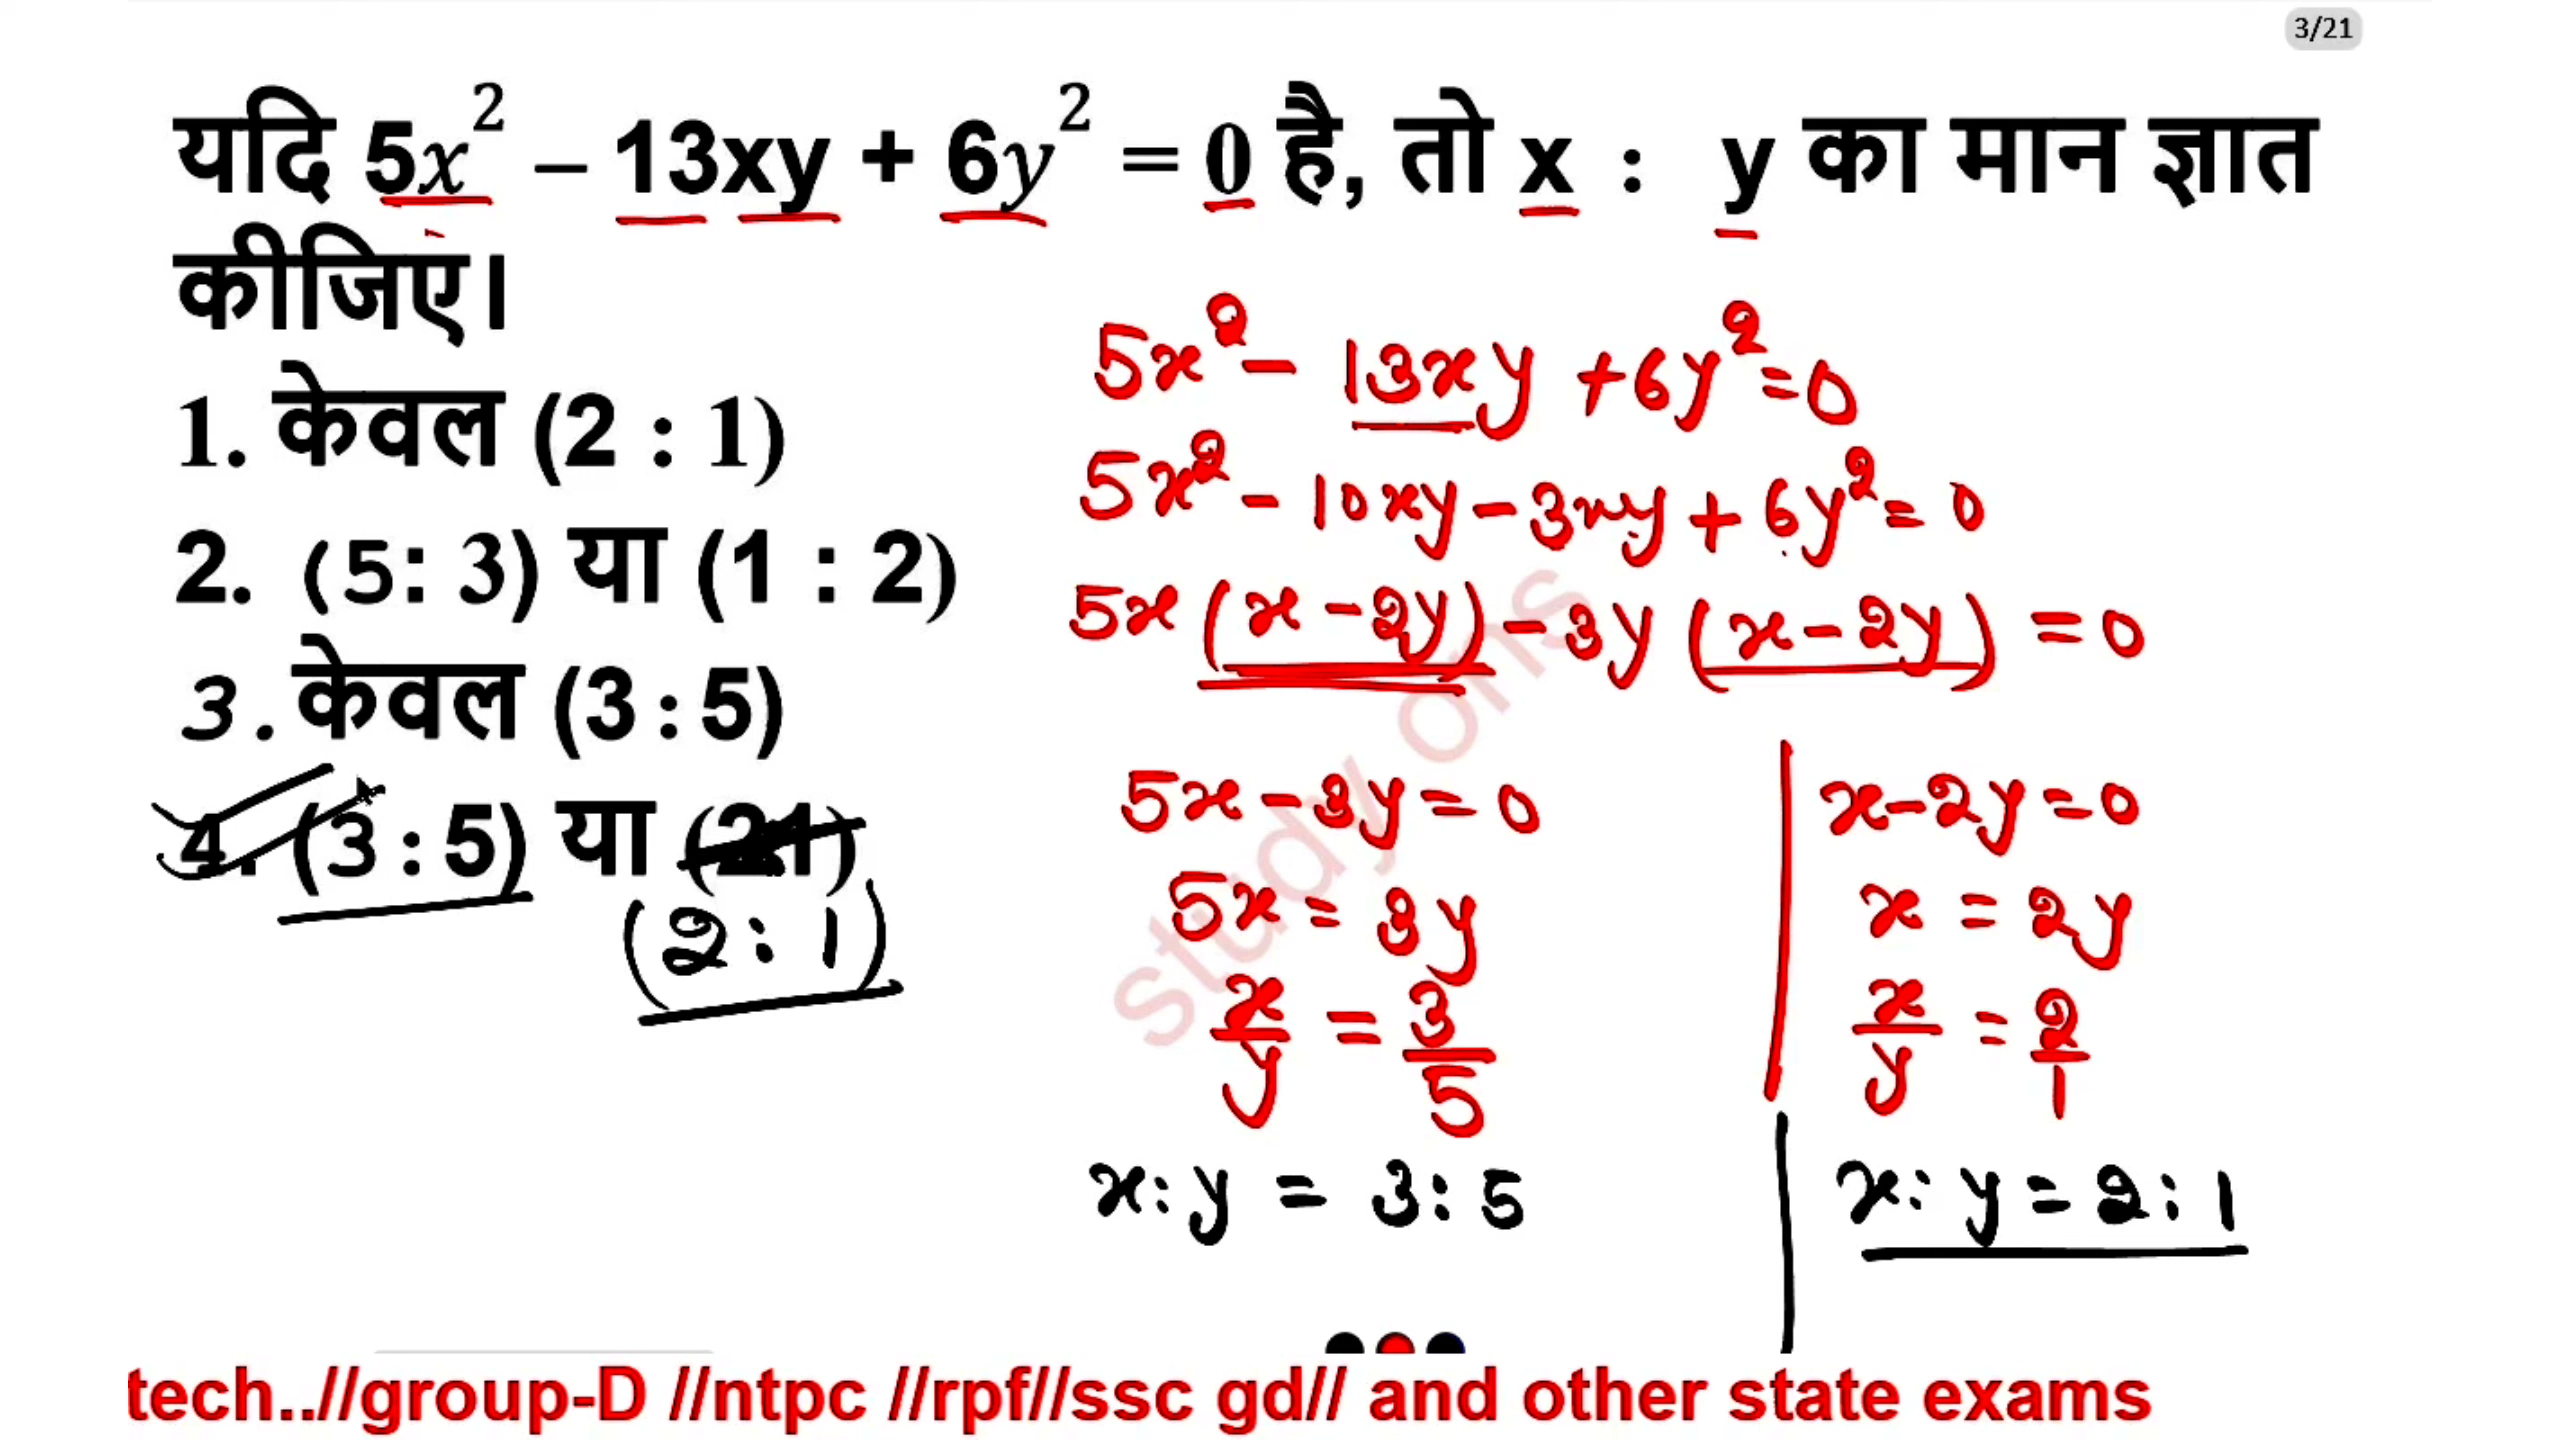 3/21
यदि 5x² – 13xy + 6y² = 0 है, तो x : y का मान ज्ञात
कीजिए।
1. केवल (2 : 1)
2. (5: 3) या (1 : 2)
3. केवल (3 : 5)
4. (3 : 5) या (21)
(2 : 1)
5x² - 13xy + 6y² = 0
5x² - 10xy - 3xy + 6y² = 0
5x (x - 2y) - 3y (x - 2y) = 0
5x - 3y = 0
5x = 3y
x/y = 3/5
x : y = 3 : 5
x - 2y = 0
x = 2y
x/y = 2/1
x : y = 2 : 1
study ons
tech..//group-D //ntpc //rpf//ssc gd// and other state exams